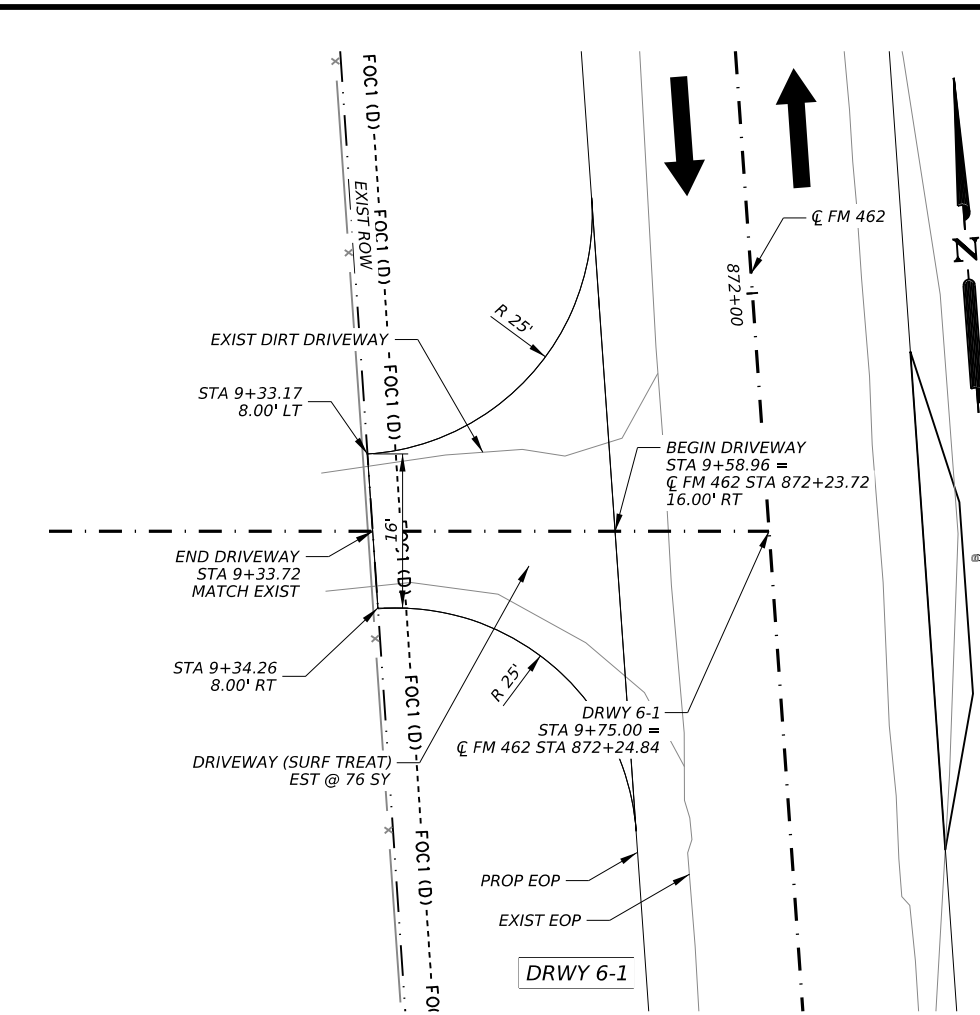 FOC1 (D)
EXIST ROW
FOC1 (D)
℄ FM 462
N
872+00
R 25'
EXIST DIRT DRIVEWAY
FOC1 (D)
STA 9+33.17
8.00' LT
BEGIN DRIVEWAY
STA 9+58.96 =
℄ FM 462 STA 872+23.72
16.00' RT
16'
FOC1 (D)
END DRIVEWAY
STA 9+33.72
MATCH EXIST
STA 9+34.26
8.00' RT
R 25'
FOC1 (D)
DRWY 6-1
STA 9+75.00 =
℄ FM 462 STA 872+24.84
DRIVEWAY (SURF TREAT)
EST @ 76 SY
FOC1 (D)
PROP EOP
EXIST EOP
DRWY 6-1
FOC